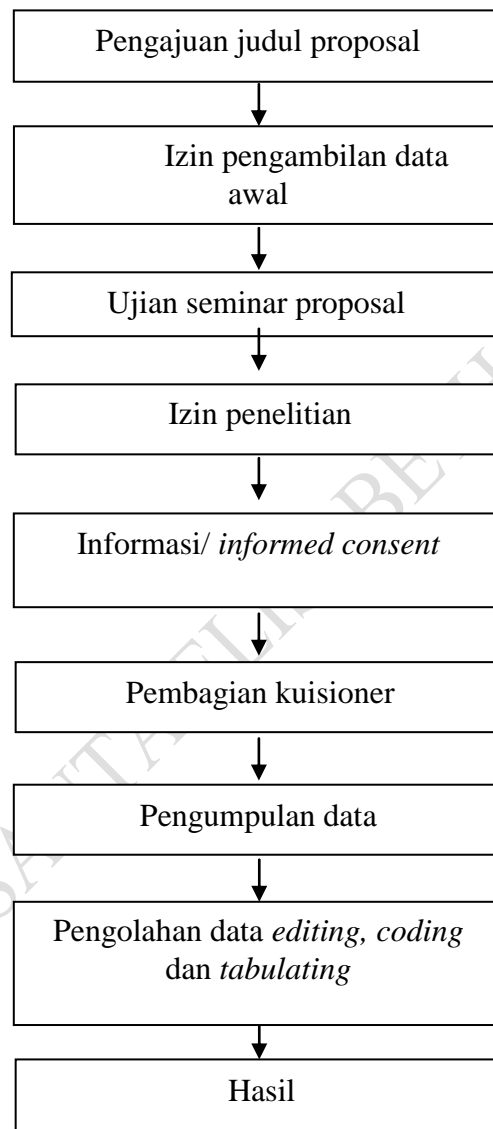 Pengajuan judul proposal
Izin pengambilan data
awal
Ujian seminar proposal
Izin penelitian
Informasi/ informed consent
Pembagian kuisioner
Pengumpulan data
Pengolahan data editing, coding
dan tabulating
Hasil